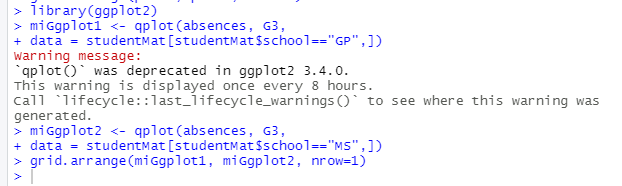 > library(ggplot2)
> miGgplot1 <- qplot(absences, G3,
+ data = studentMat[studentMat$school=="GP",])
Warning message:
`qplot()` was deprecated in ggplot2 3.4.0.
This warning is displayed once every 8 hours.
Call `lifecycle::last_lifecycle_warnings()` to see where this warning was
generated.
> miGgplot2 <- qplot(absences, G3,
+ data = studentMat[studentMat$school=="MS",])
> grid.arrange(miGgplot1, miGgplot2, nrow=1)
>